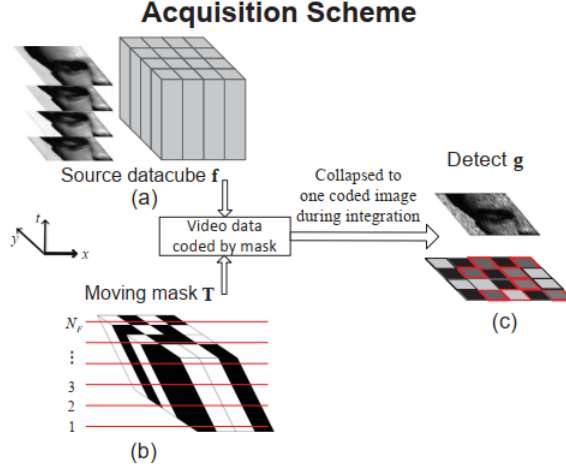 Acquisition Scheme
Source datacube f
(a)
Collapsed to
one coded image
during integration
Detect g
t
y
x
Video data
coded by mask
Moving mask T
(c)
N_F
⋮
3
2
1
(b)